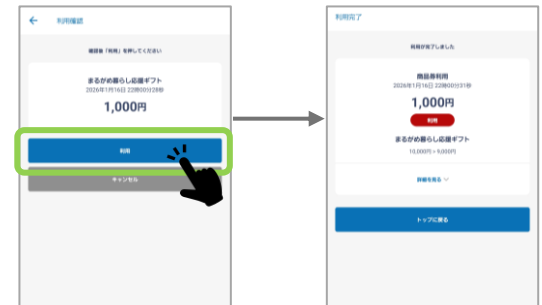 利用確認
確認後「利用」を押してください
まるがめ暮らし応援ギフト
2026年1月16日 22時00分28秒
1,000円
利用
キャンセル
利用完了
利用が完了しました
商品券利用
2026年1月16日 22時00分31秒
1,000円
利用
まるがめ暮らし応援ギフト
10,000円 > 9,000円
詳細を見る
トップに戻る